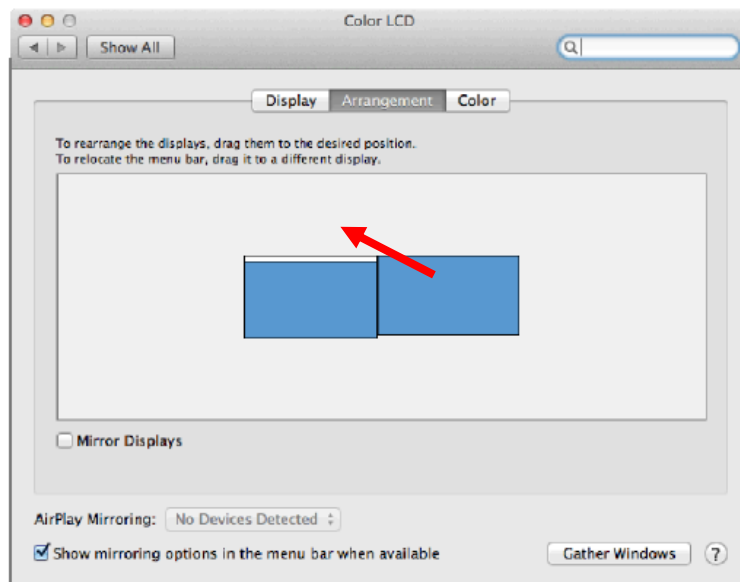 Color LCD
Show All
Display Arrangement Color
To rearrange the displays, drag them to the desired position.
To relocate the menu bar, drag it to a different display.
Mirror Displays
AirPlay Mirroring: No Devices Detected
Show mirroring options in the menu bar when available
Gather Windows ?